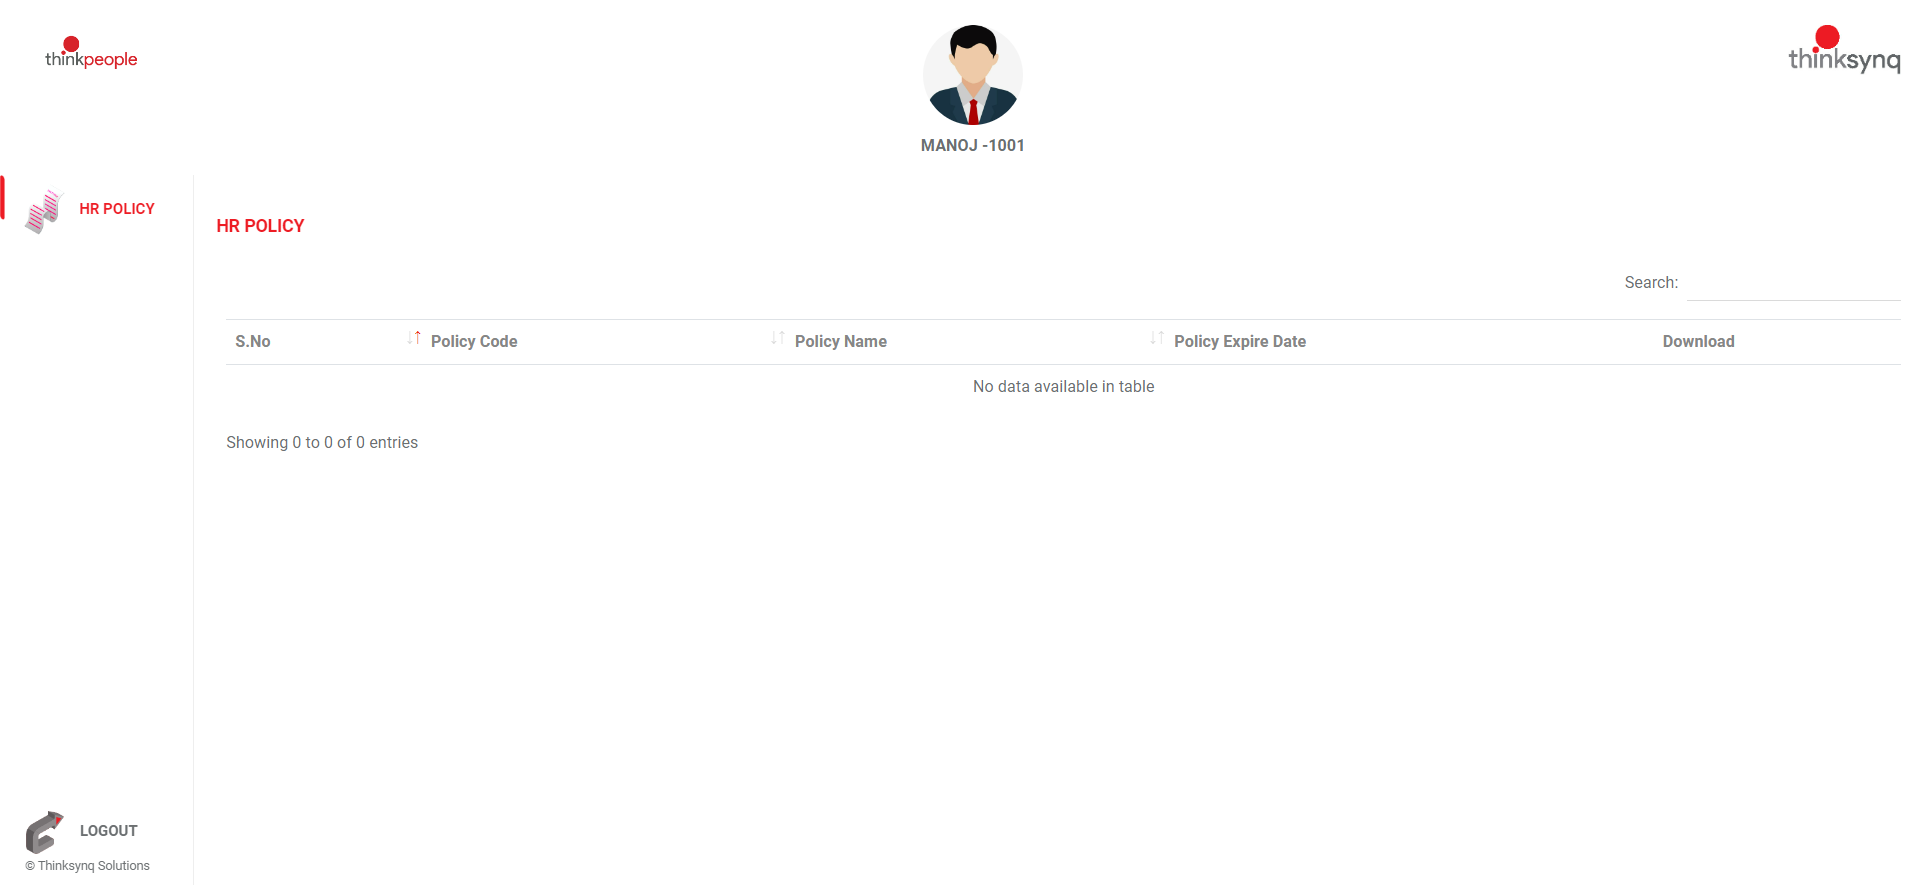 thinkpeople
thinksynq
MANOJ -1001
HR POLICY
HR POLICY
Search:
S.No Policy Code Policy Name Policy Expire Date Download
No data available in table
Showing 0 to 0 of 0 entries
LOGOUT
© Thinksynq Solutions